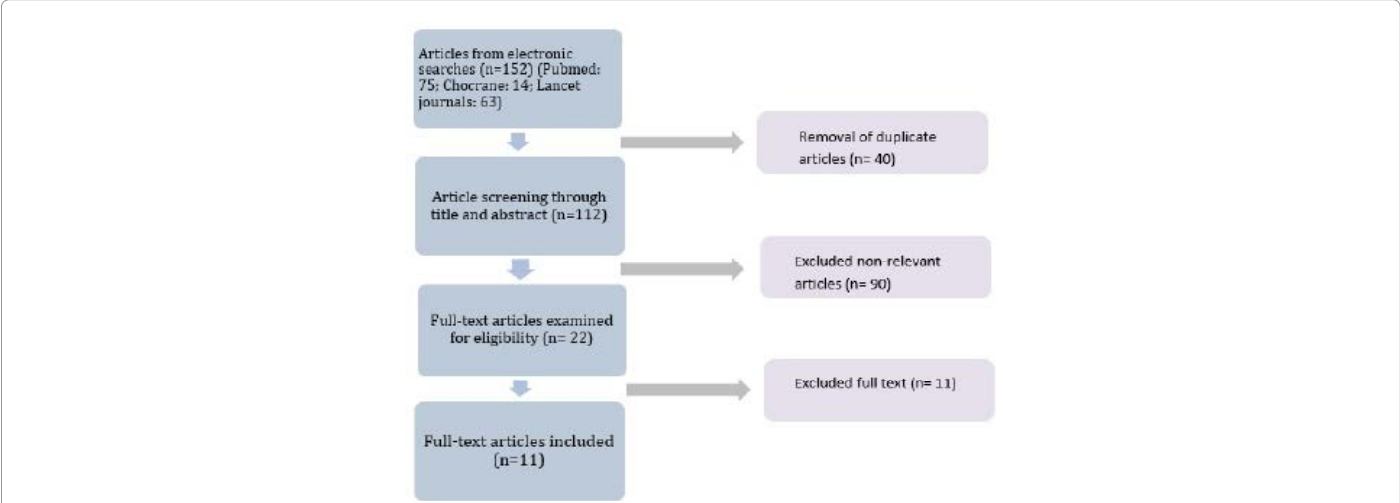 Articles from electronic
searches (n=152) (Pubmed:
75; Chocrane: 14; Lancet
journals: 63)
Removal of duplicate
articles (n= 40)
Article screening through
title and abstract (n=112)
Excluded non-relevant
articles (n= 90)
Full-text articles examined
for eligibility (n= 22)
Excluded full text (n= 11)
Full-text articles included
(n=11)